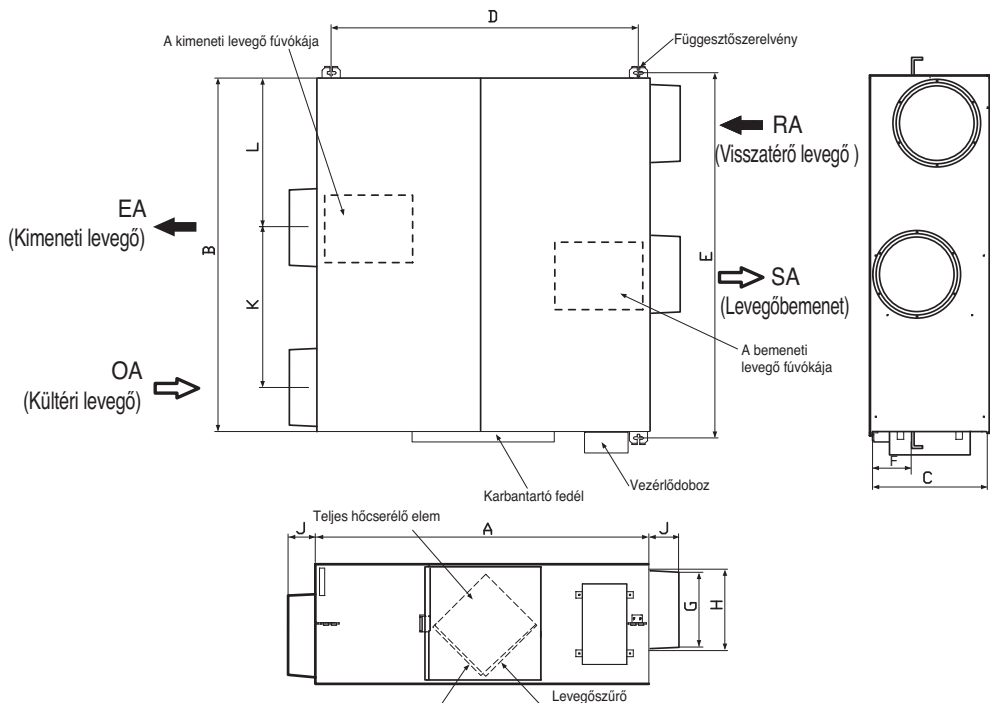 D
A kimeneti levegő fúvókája
Függesztőszerelvény
L
RA
(Visszatérő levegő )
EA
(Kimeneti levegő)
B
E
K
SA
(Levegőbemenet)
A bemeneti
levegő fúvókája
OA
(Kültéri levegő)
F
C
Karbantartó fedél
Vezérlődoboz
Teljes hőcserélő elem
J
A
J
G
H
Levegőszűrő